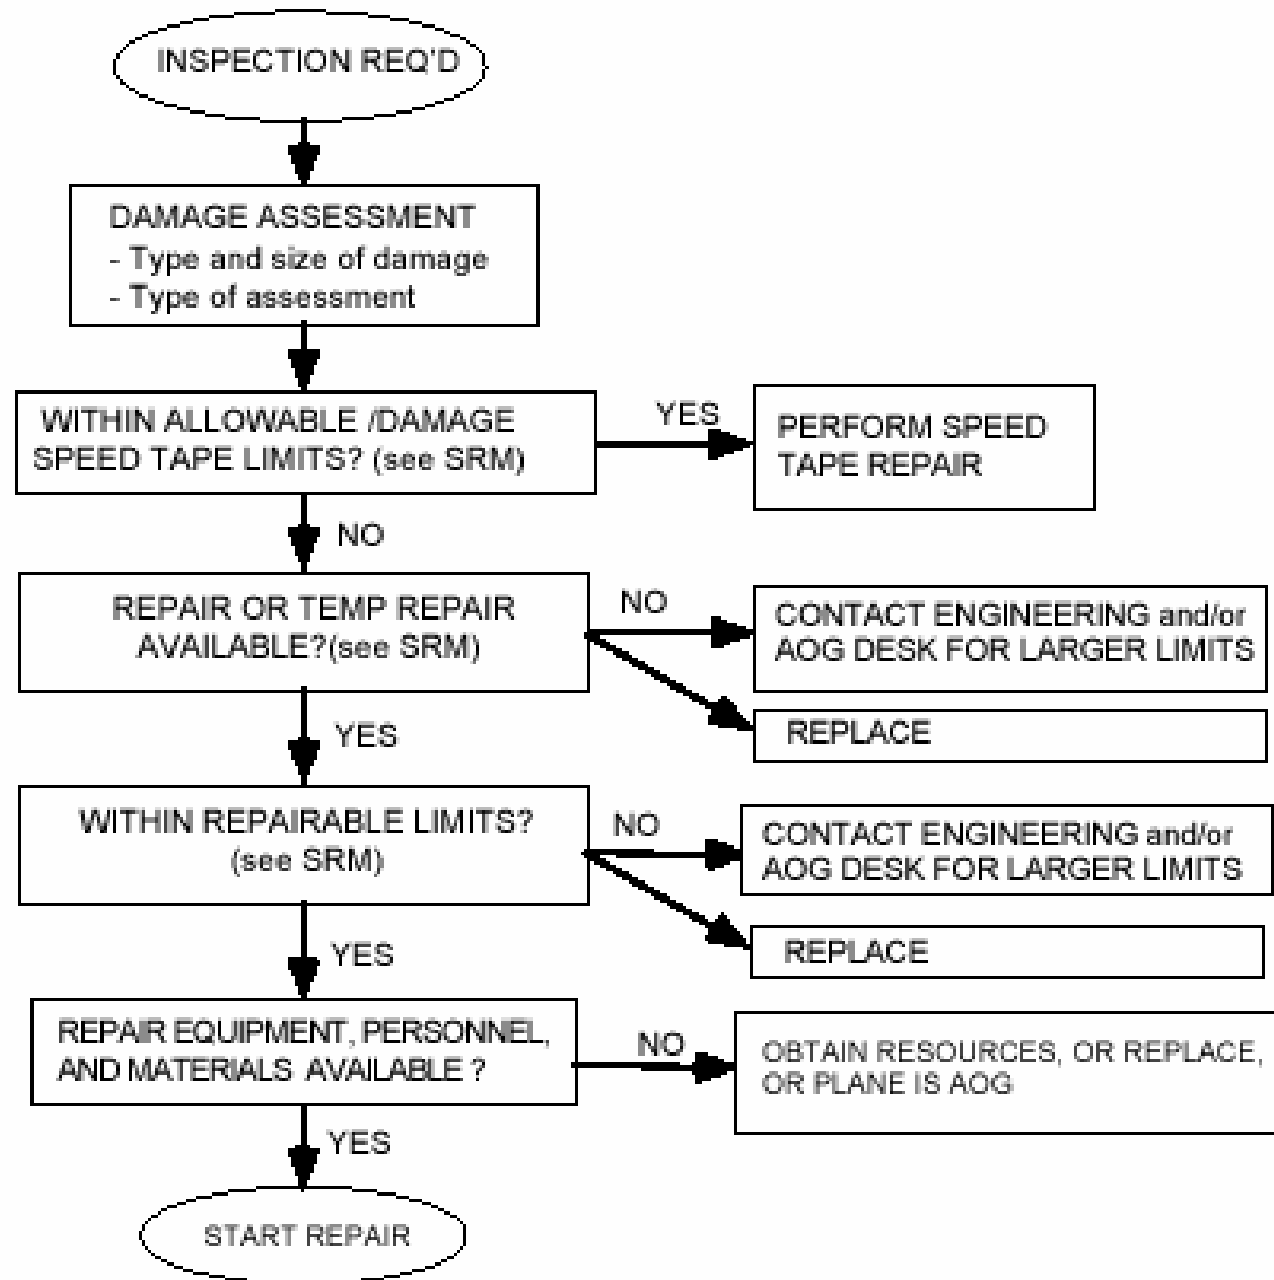 INSPECTION REQ'D
DAMAGE ASSESSMENT
- Type and size of damage
- Type of assessment
WITHIN ALLOWABLE /DAMAGE
SPEED TAPE LIMITS? (see SRM)
YES
PERFORM SPEED
TAPE REPAIR
NO
REPAIR OR TEMP REPAIR
AVAILABLE?(see SRM)
NO
CONTACT ENGINEERING and/or
AOG DESK FOR LARGER LIMITS
REPLACE
YES
WITHIN REPAIRABLE LIMITS?
(see SRM)
NO
CONTACT ENGINEERING and/or
AOG DESK FOR LARGER LIMITS
REPLACE
YES
REPAIR EQUIPMENT, PERSONNEL,
AND MATERIALS AVAILABLE ?
NO
OBTAIN RESOURCES, OR REPLACE,
OR PLANE IS AOG
YES
START REPAIR